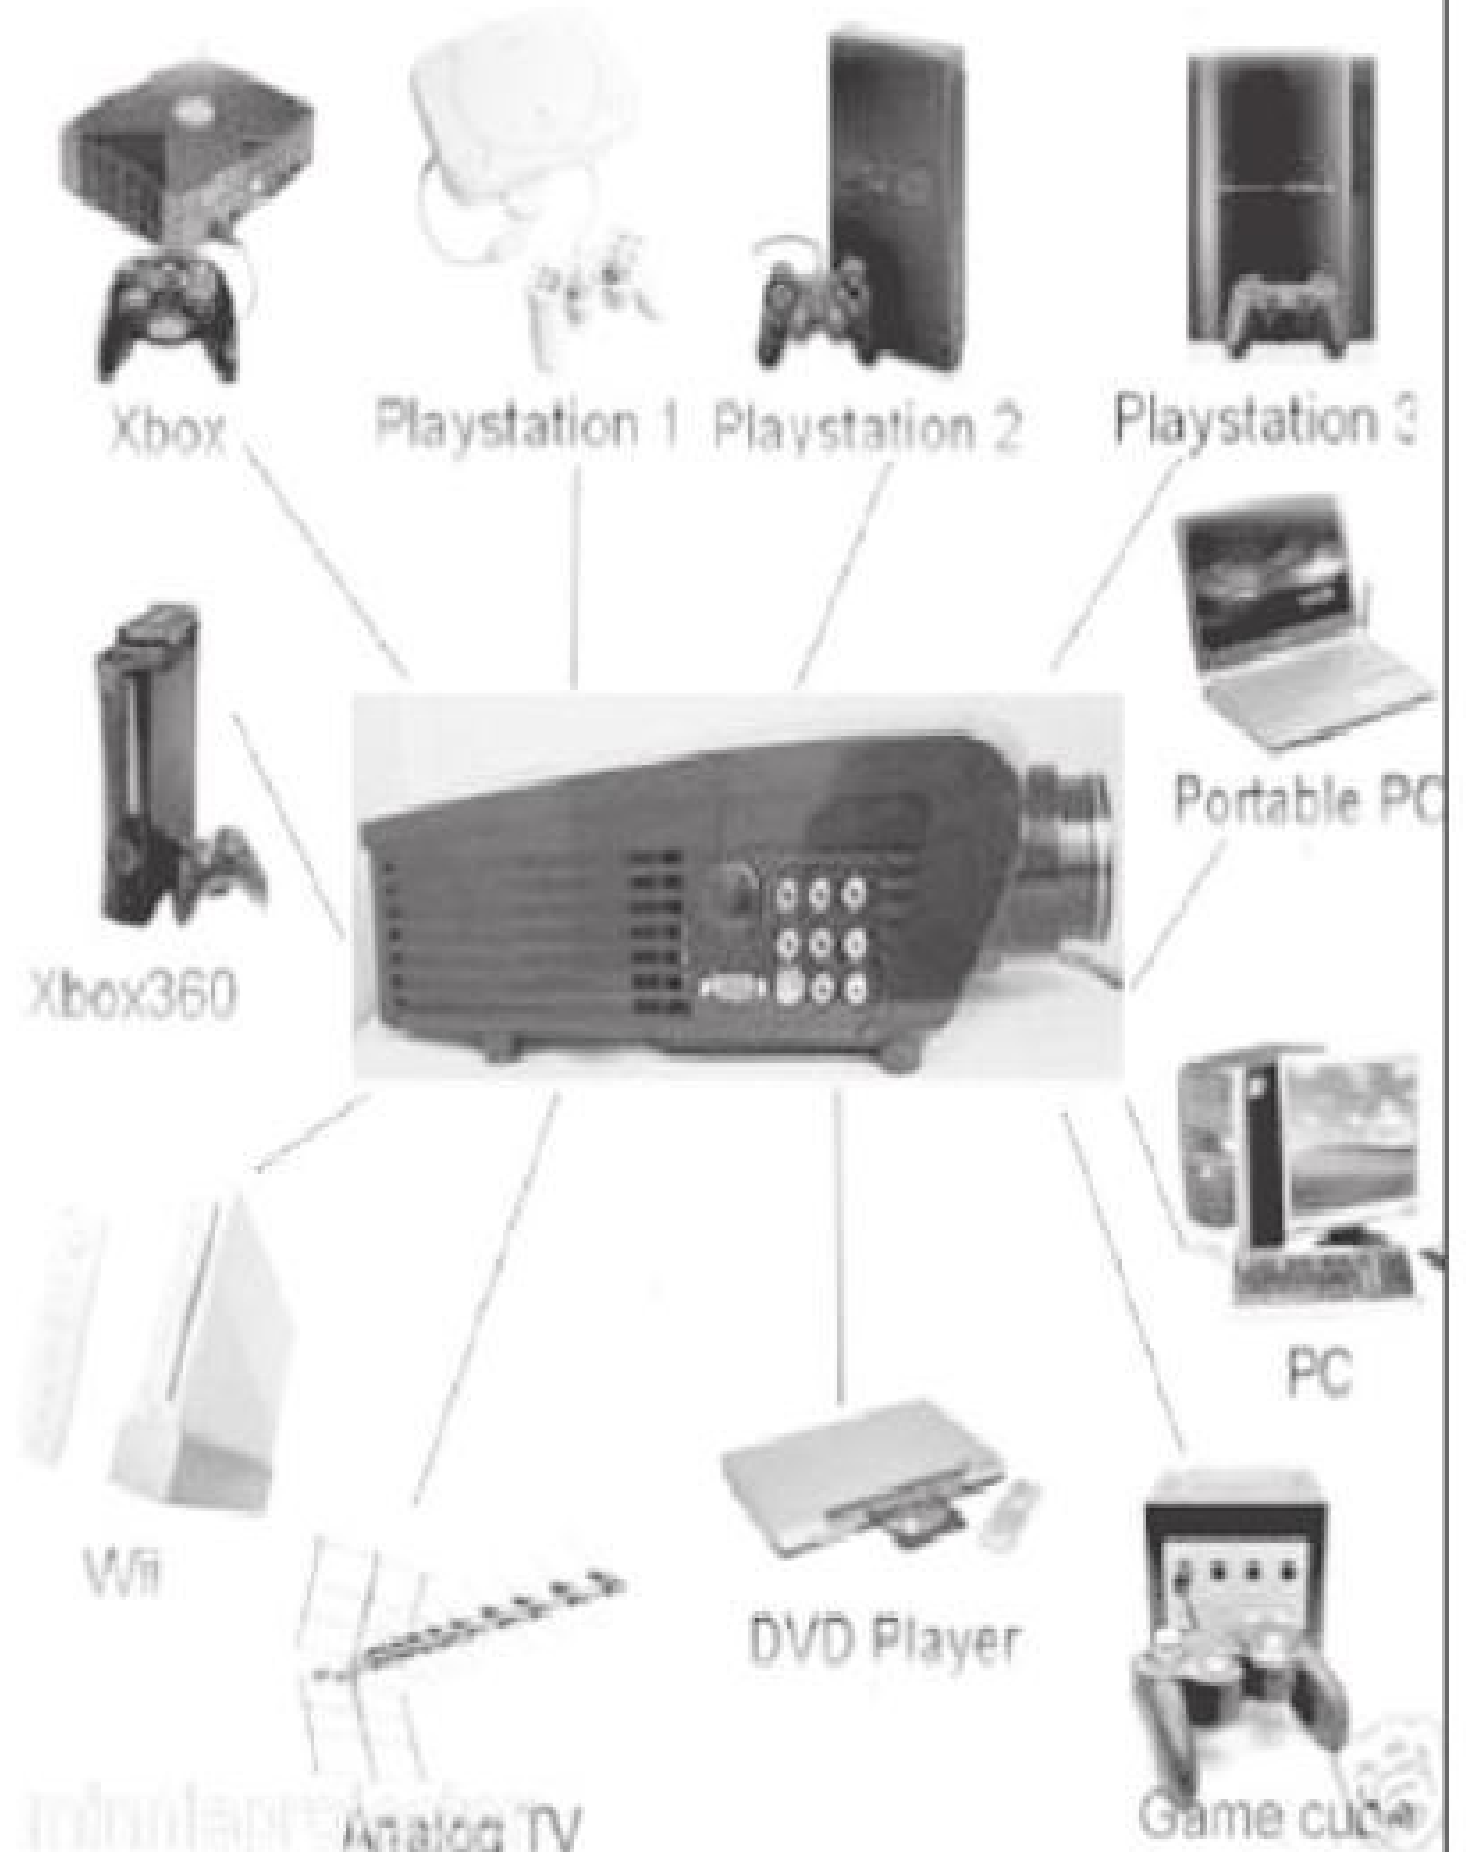 Xbox
Playstation 1
Playstation 2
Playstation 3
Portable PC
Xbox360
PC
Wii
DVD Player
Analog TV
Game cube